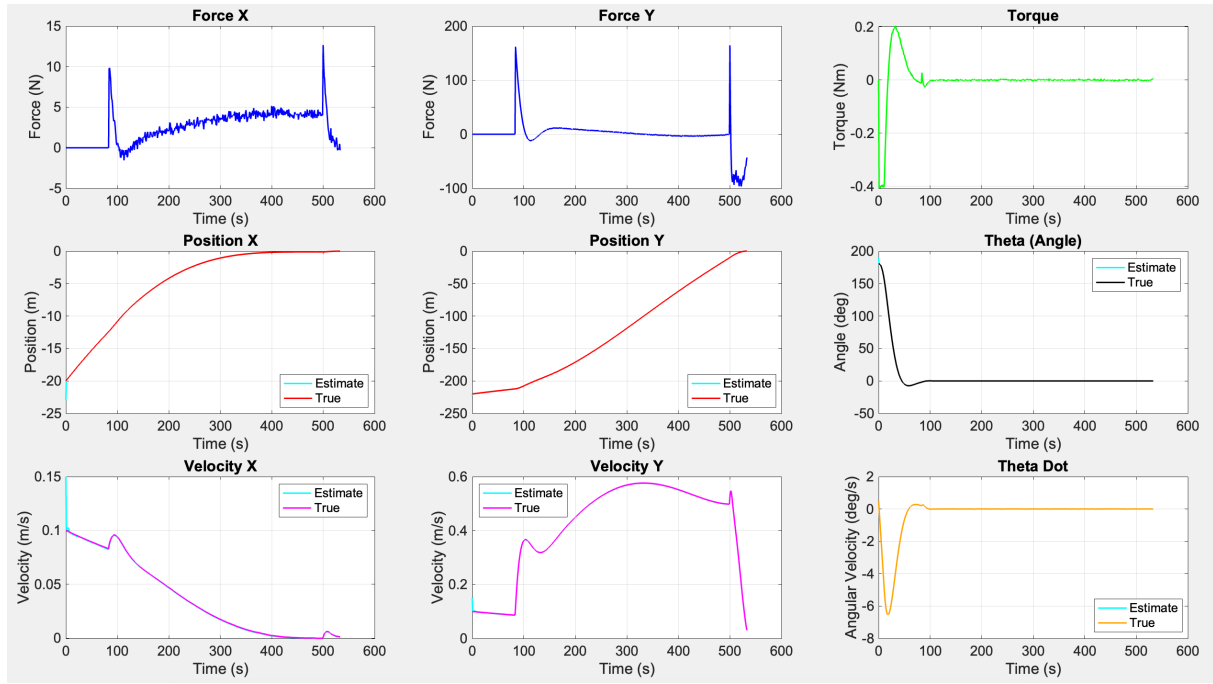 Force X
Force (N)
15
10
5
0
-5
0 100 200 300 400 500 600
Time (s)
Force Y
Force (N)
200
100
0
-100
0 100 200 300 400 500 600
Time (s)
Torque
Torque (Nm)
0.2
0
-0.2
-0.4
0 100 200 300 400 500 600
Time (s)
Position X
Position (m)
0
-5
-10
-15
-20
-25
0 100 200 300 400 500 600
Time (s)
Estimate
True
Position Y
Position (m)
0
-50
-100
-150
-200
-250
0 100 200 300 400 500 600
Time (s)
Estimate
True
Theta (Angle)
Angle (deg)
200
150
100
50
0
-50
0 100 200 300 400 500 600
Time (s)
Estimate
True
Velocity X
Velocity (m/s)
0.15
0.1
0.05
0
0 100 200 300 400 500 600
Time (s)
Estimate
True
Velocity Y
Velocity (m/s)
0.6
0.4
0.2
0
0 100 200 300 400 500 600
Time (s)
Estimate
True
Theta Dot
Angular Velocity (deg/s)
2
0
-2
-4
-6
-8
0 100 200 300 400 500 600
Time (s)
Estimate
True